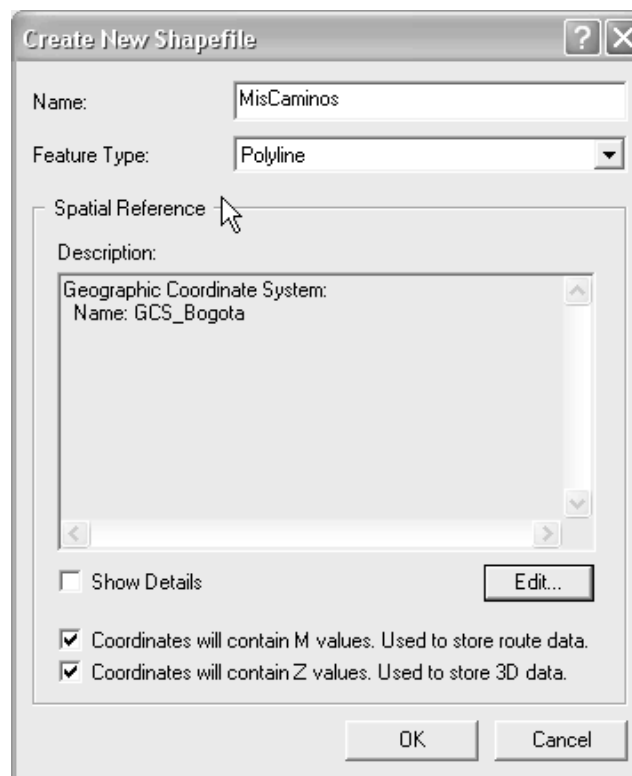 Create New Shapefile
Name: MisCaminos
Feature Type: Polyline
Spatial Reference
Description:
Geographic Coordinate System:
Name: GCS_Bogota
Show Details
Edit...
Coordinates will contain M values. Used to store route data.
Coordinates will contain Z values. Used to store 3D data.
OK Cancel